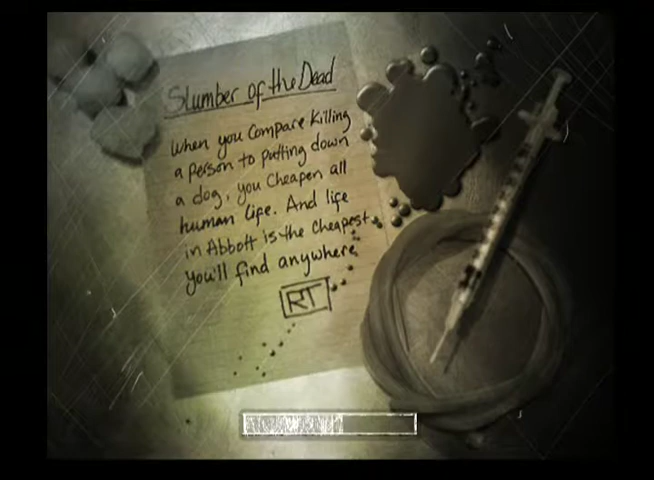 Slumber of the Dead
When you Compare Killing
a person to putting down
a dog, you Cheapen all
human life. And life
in Abbott is the Cheapest
you'll find anywhere.
RT